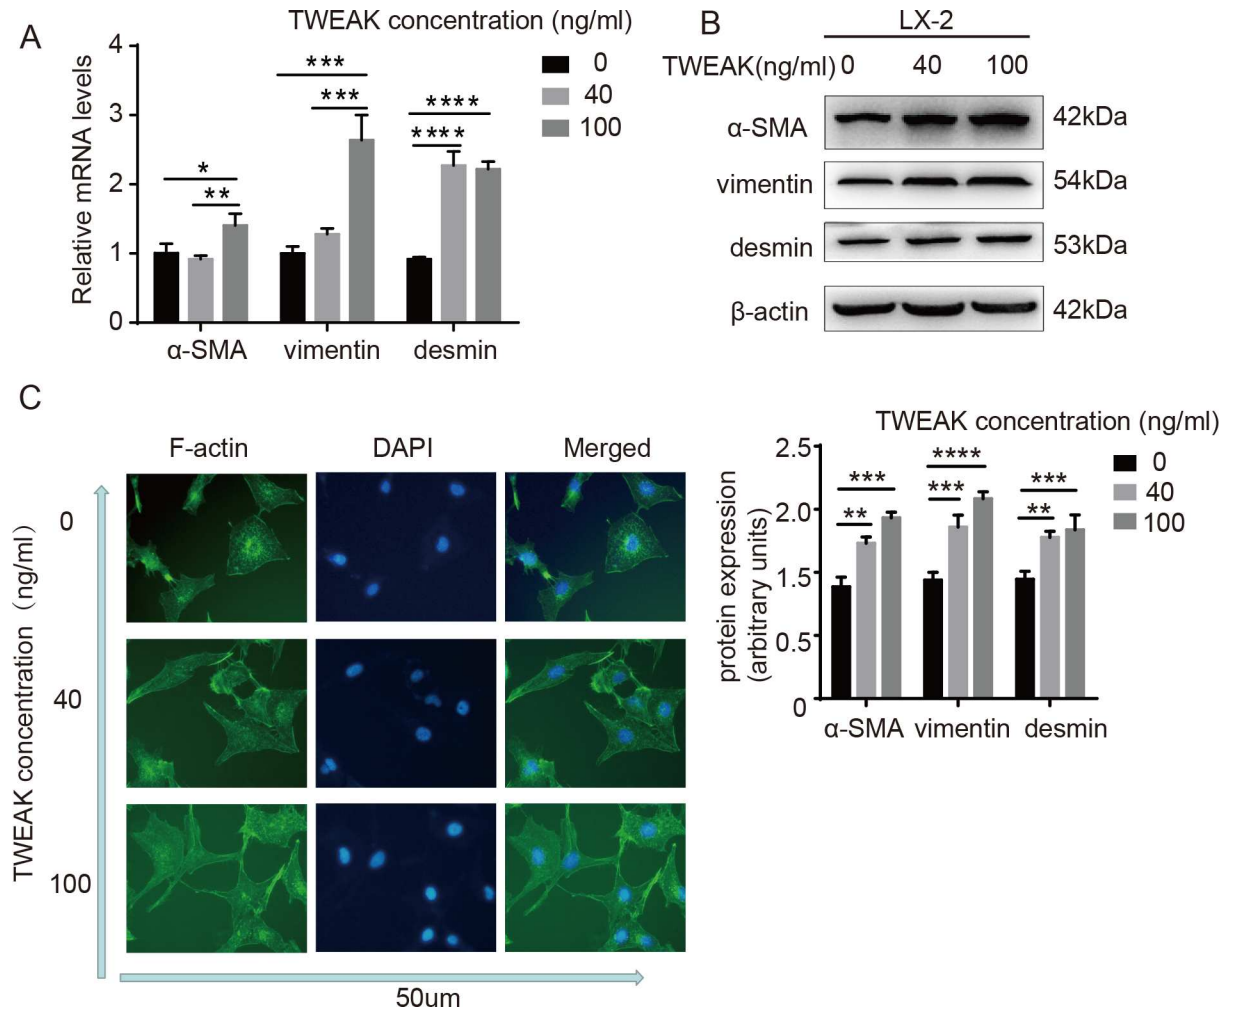 A
TWEAK concentration (ng/ml)
0
40
100
Relative mRNA levels
4
3
2
1
0
*
**
***
***
****
****
α-SMA vimentin desmin
B
LX-2
TWEAK(ng/ml) 0 40 100
α-SMA 42kDa
vimentin 54kDa
desmin 53kDa
β-actin 42kDa
C
F-actin DAPI Merged
TWEAK concentration (ng/ml)
0
40
100
50um
TWEAK concentration (ng/ml)
0
40
100
protein expression
(arbitrary units)
2.5
2.0
1.5
0.5
0
***
**
****
***
***
**
α-SMA vimentin desmin